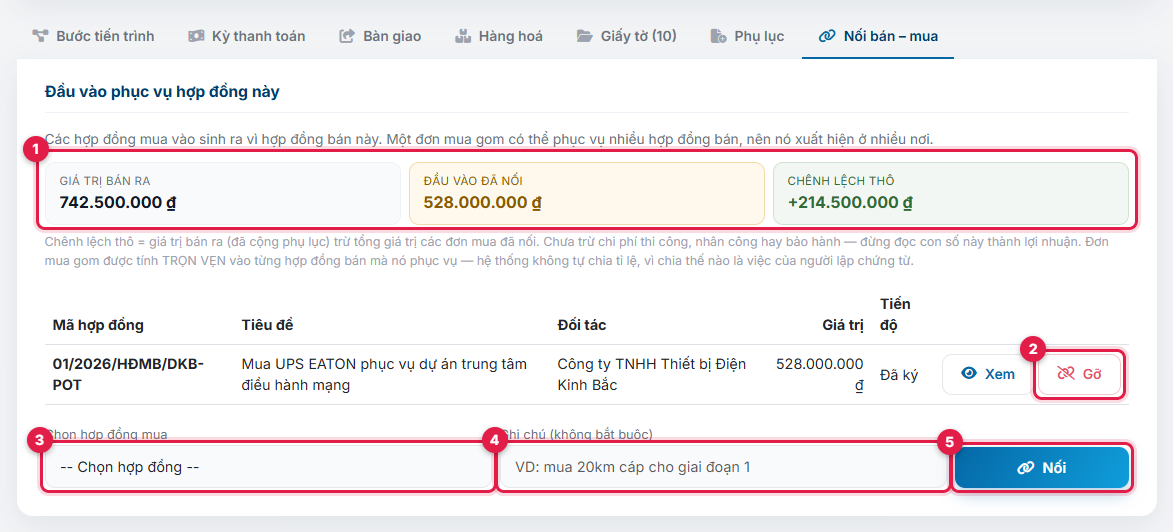 Bước tiến trình Kỳ thanh toán Bàn giao Hàng hoá Giấy tờ (10) Phụ lục Nối bán – mua
Đầu vào phục vụ hợp đồng này
Các hợp đồng mua vào sinh ra vì hợp đồng bán này. Một đơn mua gom có thể phục vụ nhiều hợp đồng bán, nên nó xuất hiện ở nhiều nơi.
1
GIÁ TRỊ BÁN RA ĐẦU VÀO ĐÃ NỐI CHÊNH LỆCH THÔ
742.500.000 ₫ 528.000.000 ₫ +214.500.000 ₫
Chênh lệch thô = giá trị bán ra (đã cộng phụ lục) trừ tổng giá trị các đơn mua đã nối. Chưa trừ chi phí thi công, nhân công hay bảo hành — đừng đọc con số này thành lợi nhuận. Đơn
mua gom được tính TRỌN VẸN vào từng hợp đồng bán mà nó phục vụ — hệ thống không tự chia tỉ lệ, vì chia thế nào là việc của người lập chứng từ.
Mã hợp đồng Tiêu đề Đối tác Giá trị Tiến
độ
2
01/2026/HĐMB/DKB- Mua UPS EATON phục vụ dự án trung tâm Công ty TNHH Thiết bị Điện 528.000.000 Đã ký Xem Gỡ
POT điều hành mạng Kinh Bắc ₫
3 Chọn hợp đồng mua 4 Ghi chú (không bắt buộc) 5
-- Chọn hợp đồng -- VD: mua 20km cáp cho giai đoạn 1 Nối